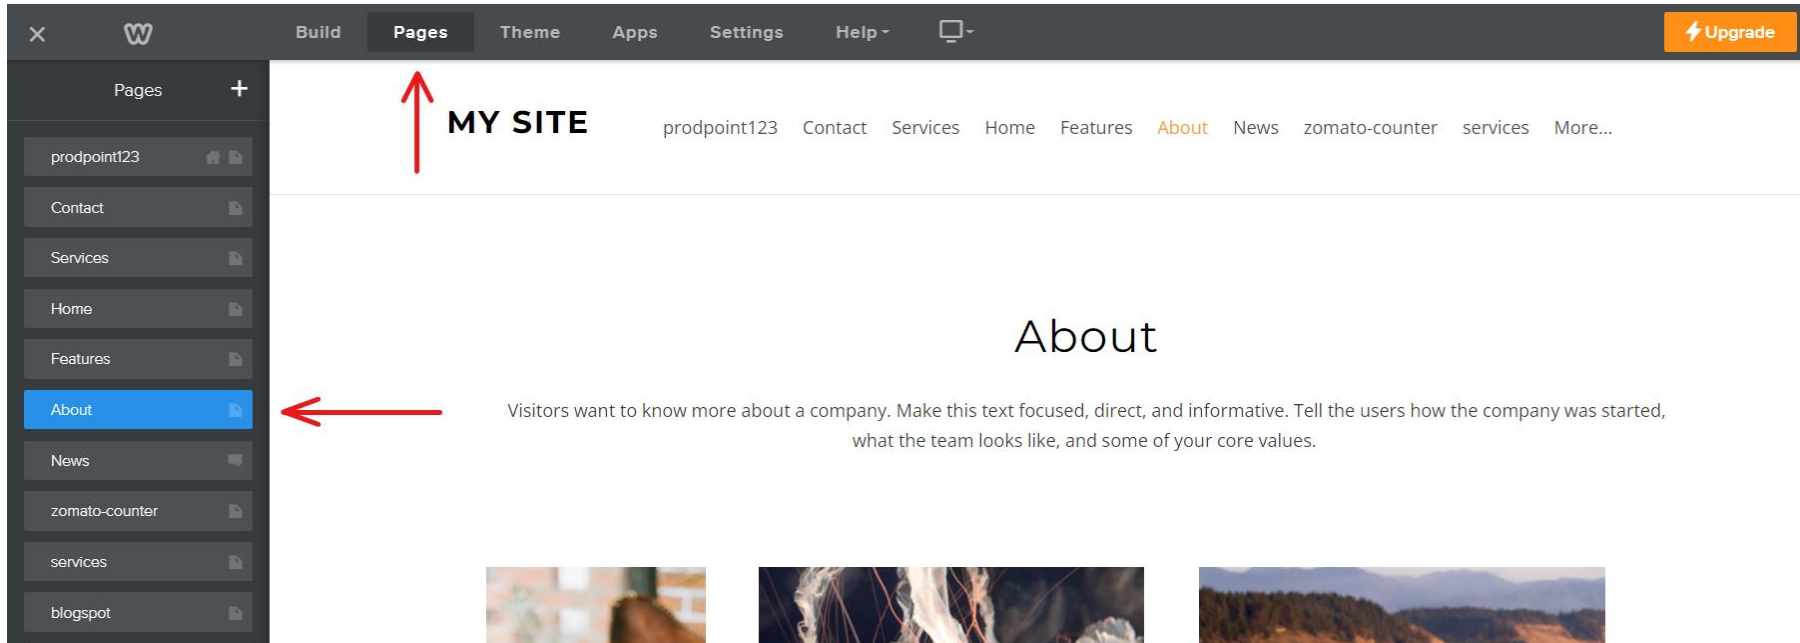 Build Pages Theme Apps Settings Help Upgrade
Pages
prodpoint123
Contact
Services
Home
Features
About
News
zomato-counter
services
blogspot
MY SITE
prodpoint123 Contact Services Home Features About News zomato-counter services More...
About
Visitors want to know more about a company. Make this text focused, direct, and informative. Tell the users how the company was started,
what the team looks like, and some of your core values.